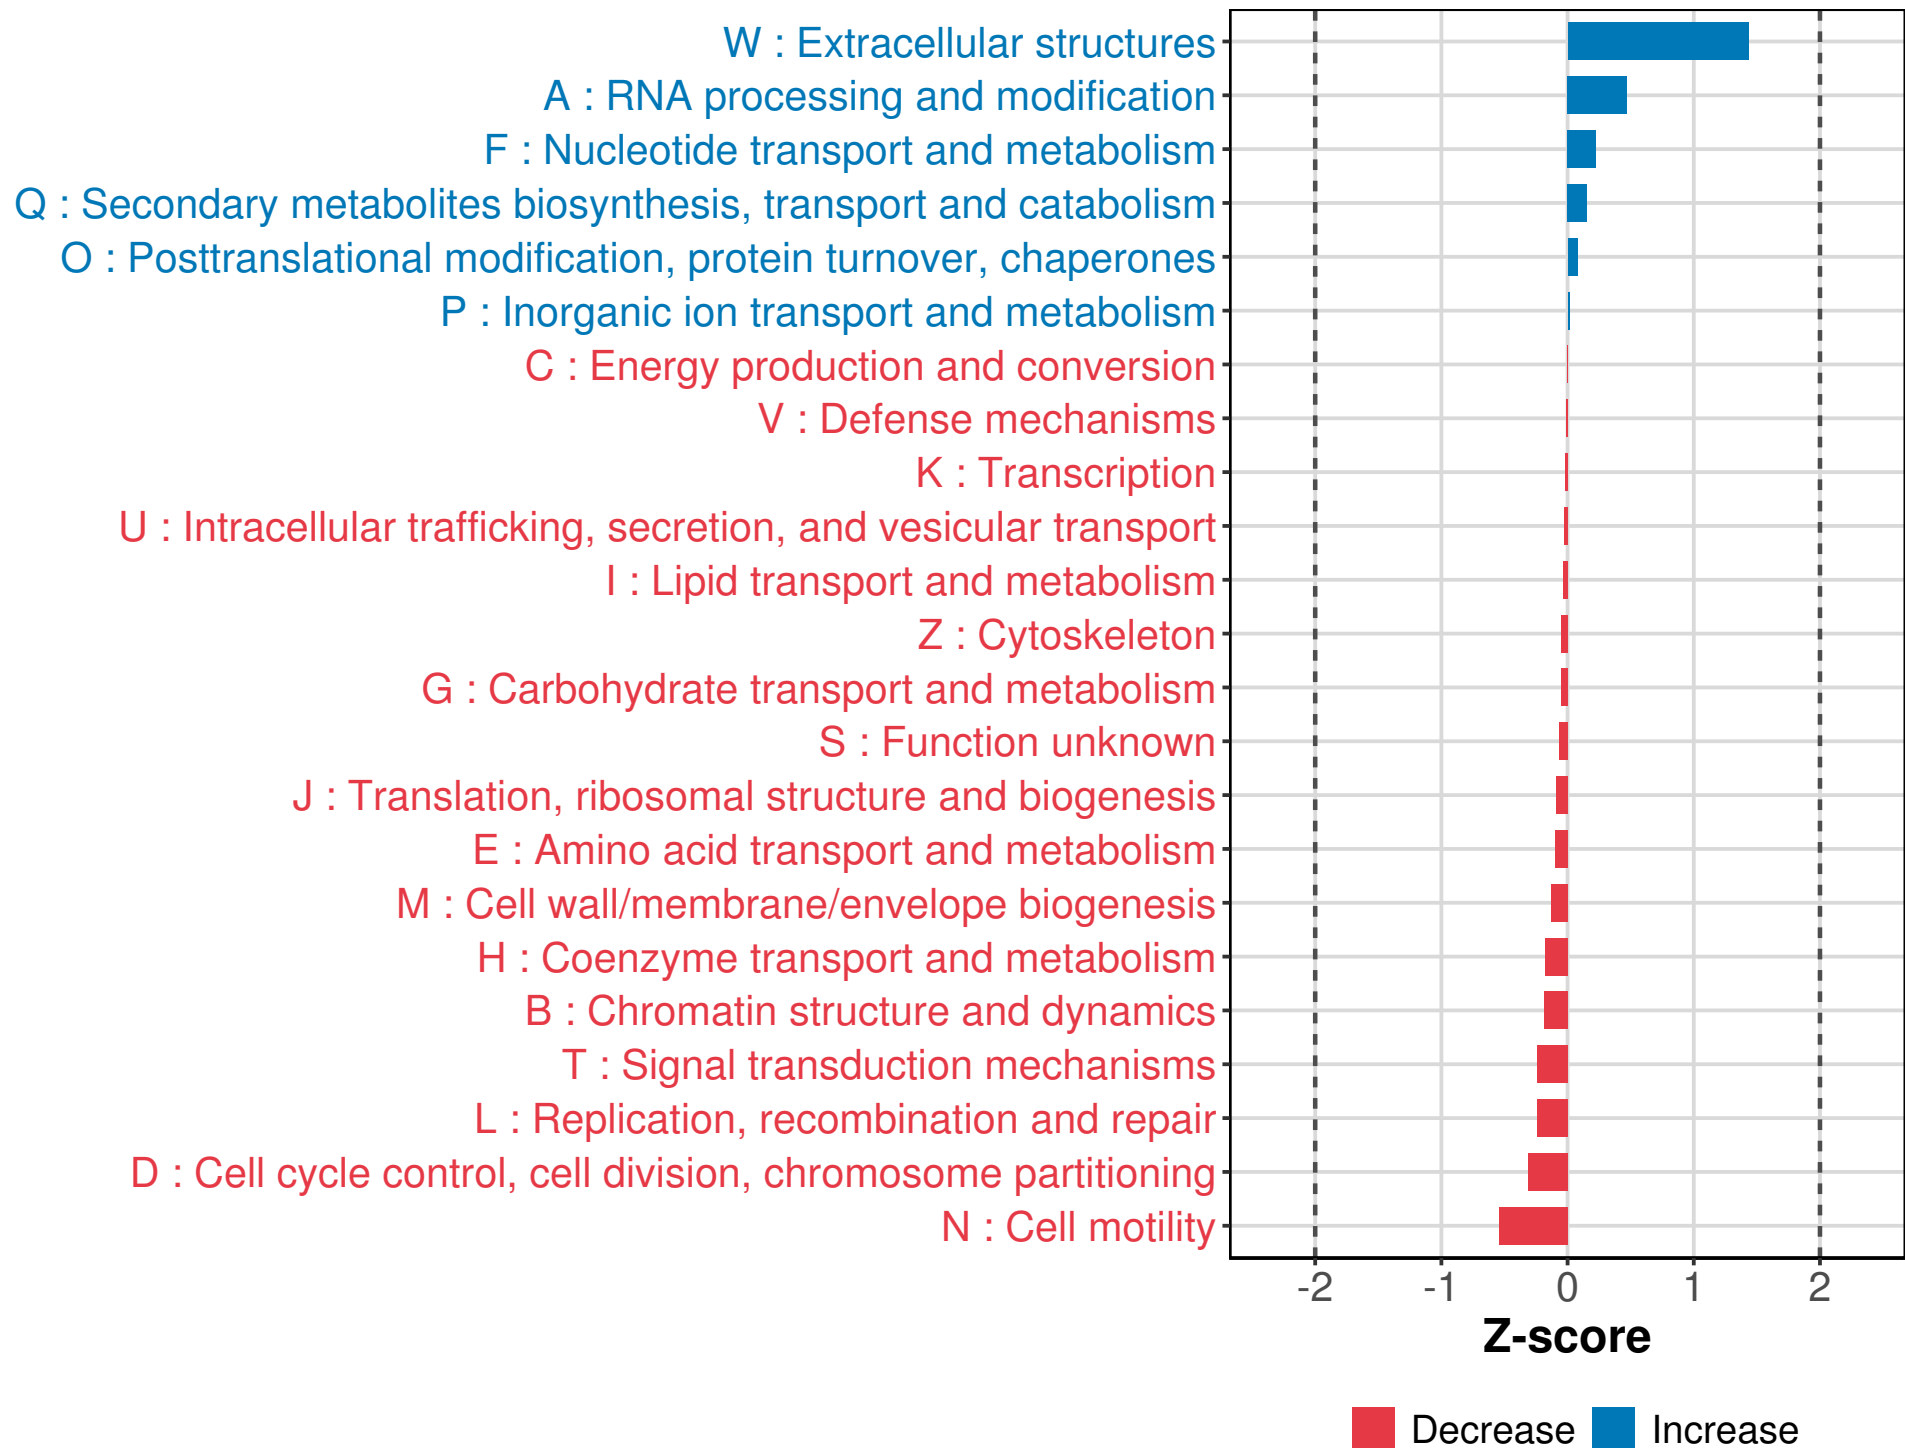 W : Extracellular structures
A : RNA processing and modification
F : Nucleotide transport and metabolism
Q : Secondary metabolites biosynthesis, transport and catabolism
O : Posttranslational modification, protein turnover, chaperones
P : Inorganic ion transport and metabolism
C : Energy production and conversion
V : Defense mechanisms
K : Transcription
U : Intracellular trafficking, secretion, and vesicular transport
I : Lipid transport and metabolism
Z : Cytoskeleton
G : Carbohydrate transport and metabolism
S : Function unknown
J : Translation, ribosomal structure and biogenesis
E : Amino acid transport and metabolism
M : Cell wall/membrane/envelope biogenesis
H : Coenzyme transport and metabolism
B : Chromatin structure and dynamics
T : Signal transduction mechanisms
L : Replication, recombination and repair
D : Cell cycle control, cell division, chromosome partitioning
N : Cell motility
-2 -1 0 1 2
Z-score
Decrease Increase